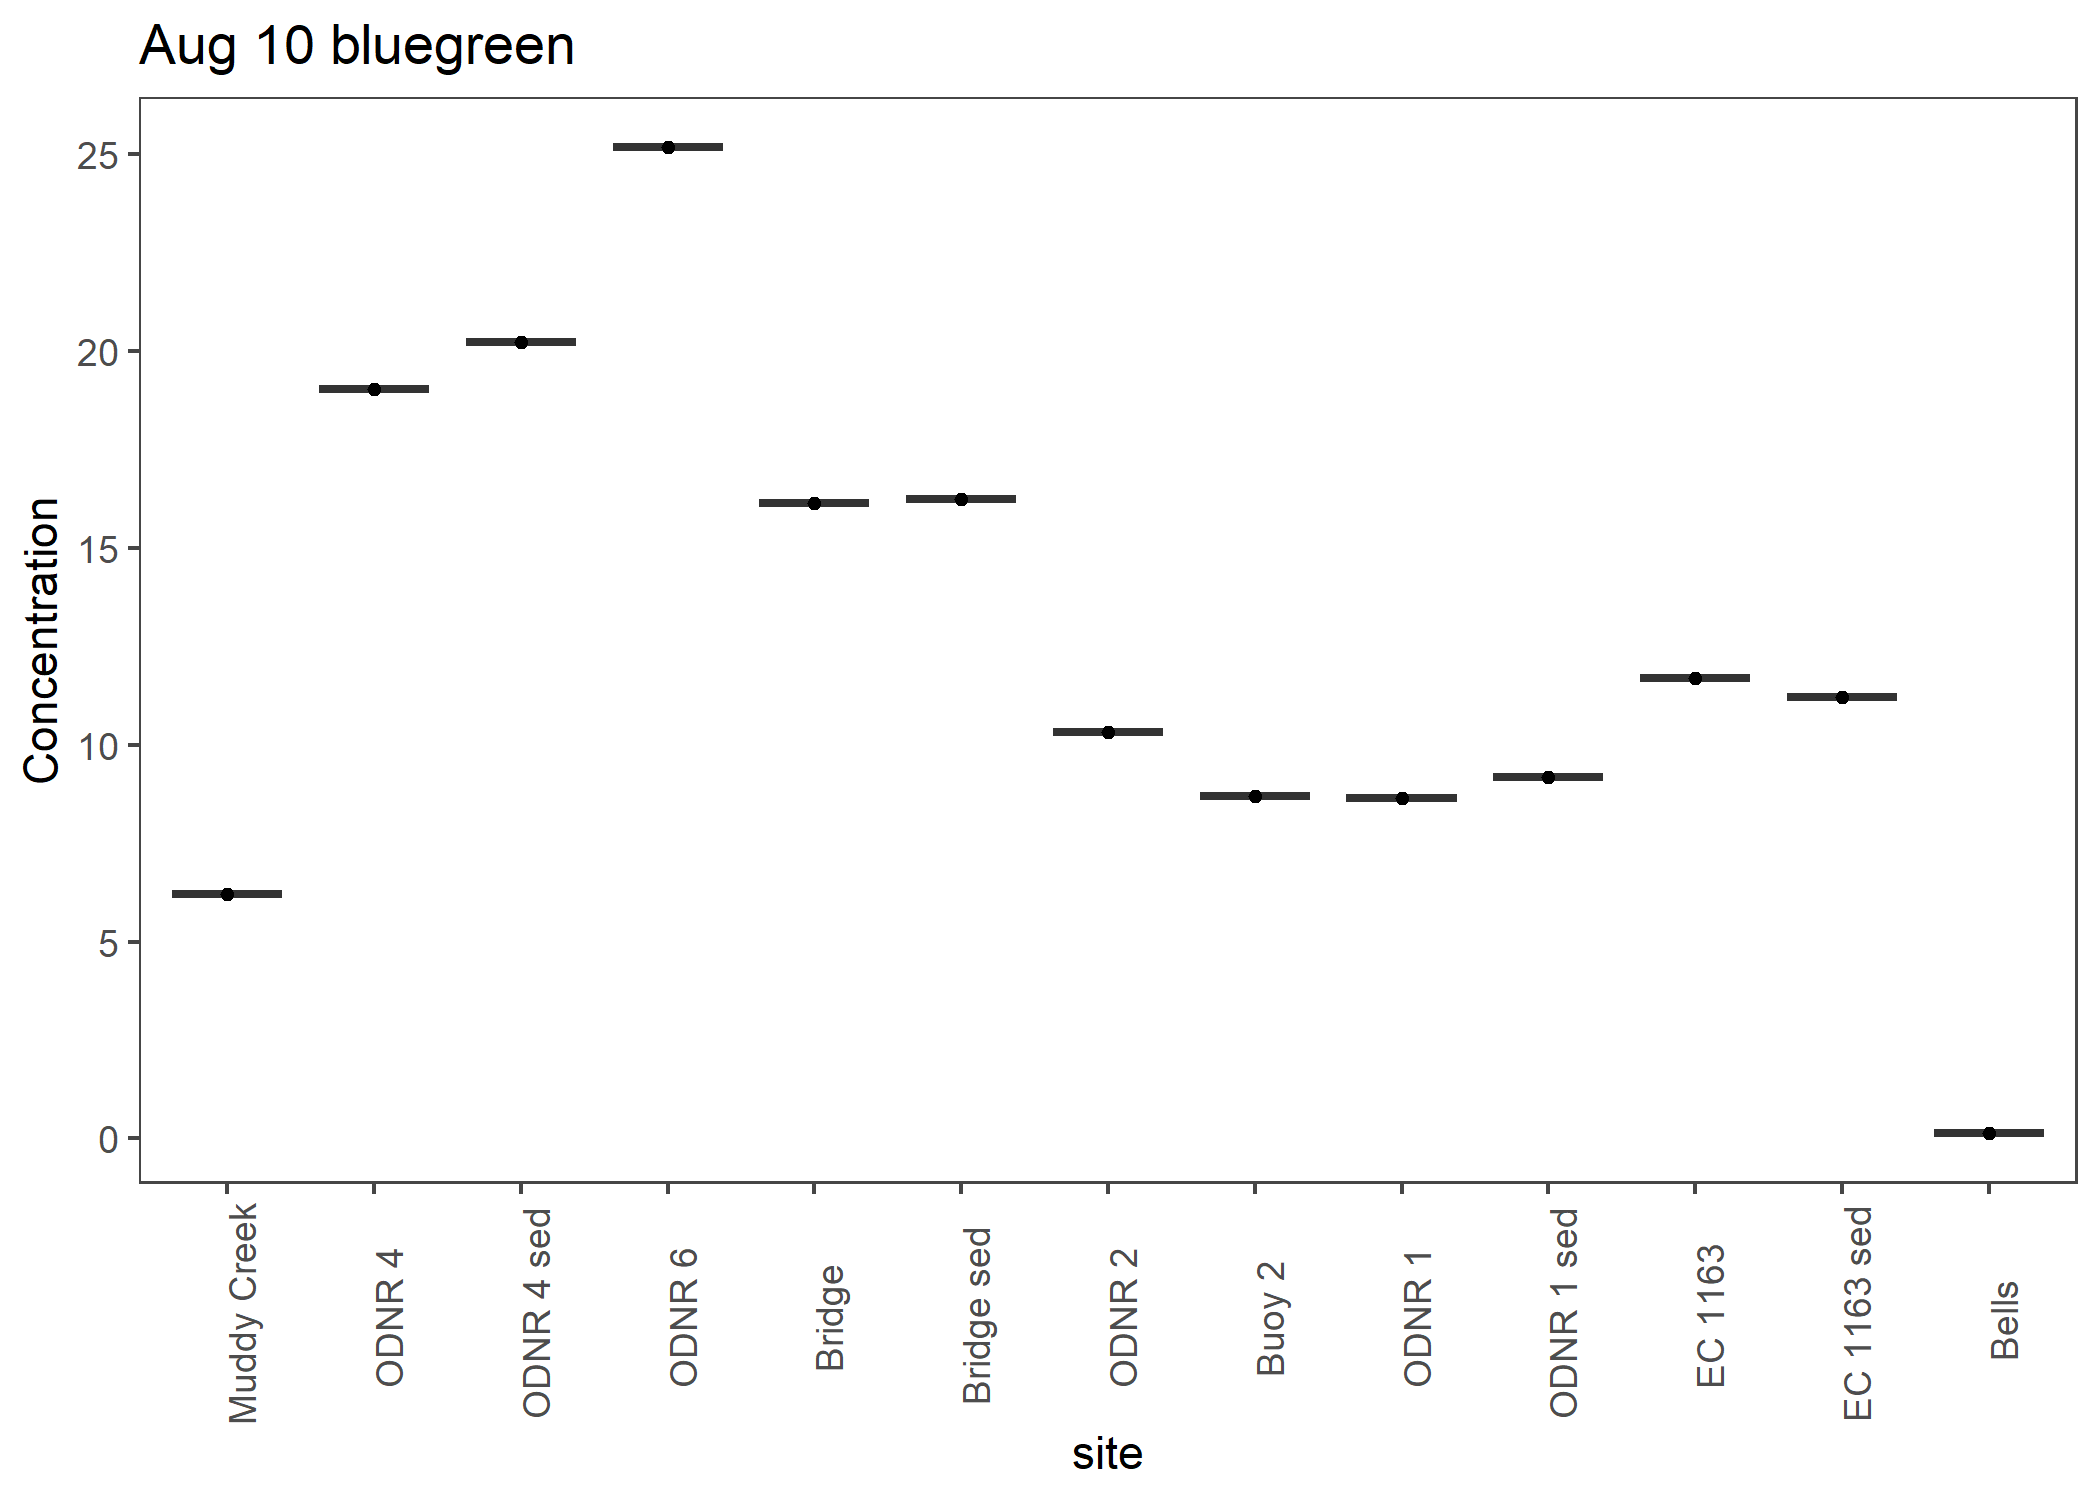 Aug 10 bluegreen
Concentration
25
20
15
10
5
0
Muddy Creek
ODNR 4
ODNR 4 sed
ODNR 6
Bridge
Bridge sed
ODNR 2
Buoy 2
ODNR 1
ODNR 1 sed
EC 1163
EC 1163 sed
Bells
site